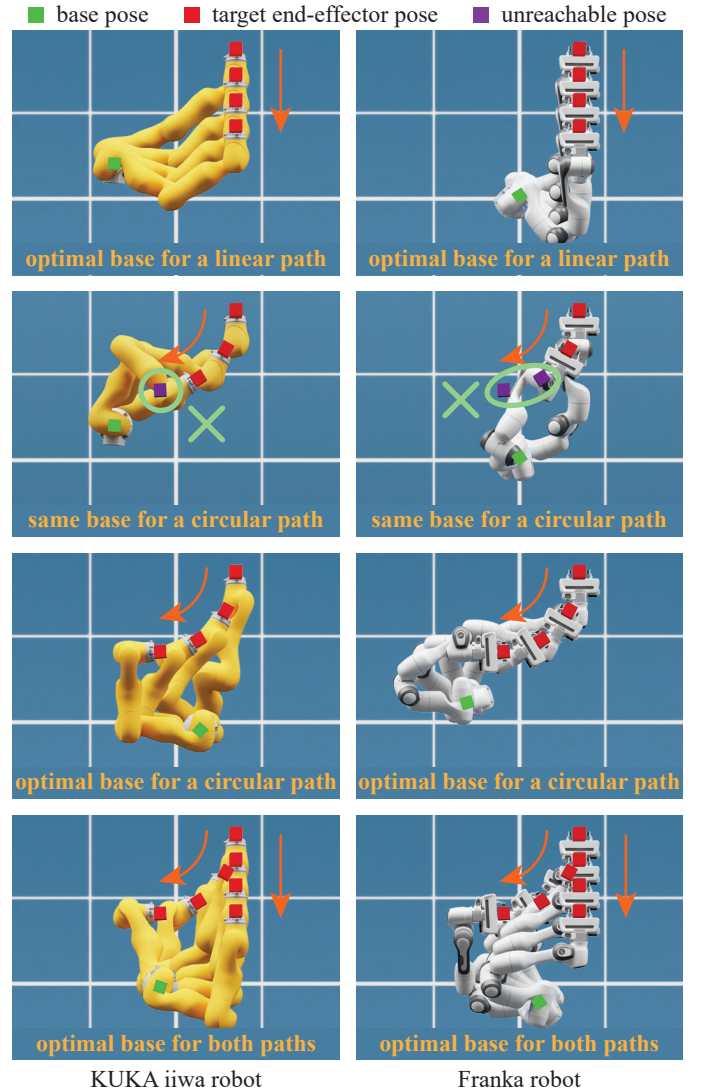 base pose target end-effector pose unreachable pose
optimal base for a linear path optimal base for a linear path
same base for a circular path same base for a circular path
optimal base for a circular path optimal base for a circular path
optimal base for both paths optimal base for both paths
KUKA iiwa robot Franka robot